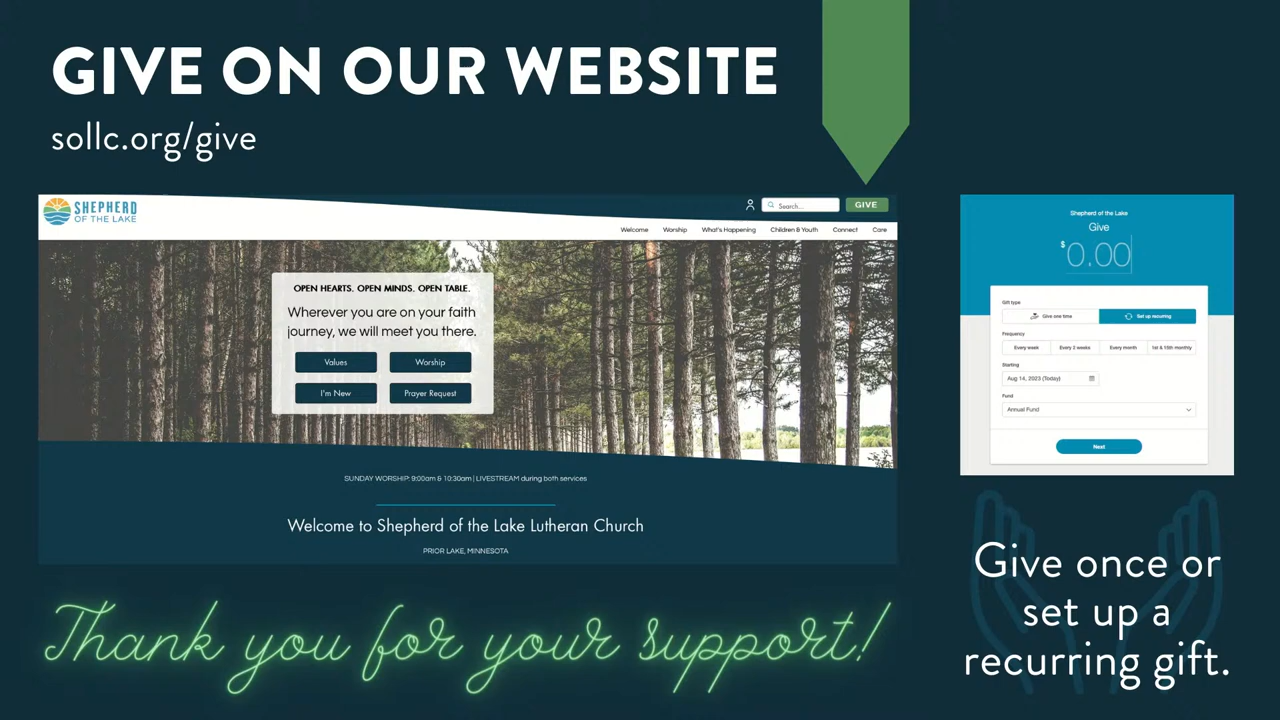 GIVE ON OUR WEBSITE
sollc.org/give
SHEPHERD
OF THE LAKE
Search...
GIVE
Welcome
Worship
What's Happening
Children & Youth
Connect
Care
OPEN HEARTS. OPEN MINDS. OPEN TABLE.
Wherever you are on your faith
journey, we will meet you there.
Values
Worship
I'm New
Prayer Request
SUNDAY WORSHIP: 9:00am & 10:30am | LIVESTREAM during both services
Welcome to Shepherd of the Lake Lutheran Church
PRIOR LAKE, MINNESOTA
Thank you for your support!
Shepherd of the Lake
Give
$0.00
Gift type
Give one time
Set up recurring
Frequency
Every week
Every 2 weeks
Every month
1st & 15th monthly
Starting
Aug 14, 2023 (Today)
Fund
Annual Fund
Next
Give once or
set up a
recurring gift.